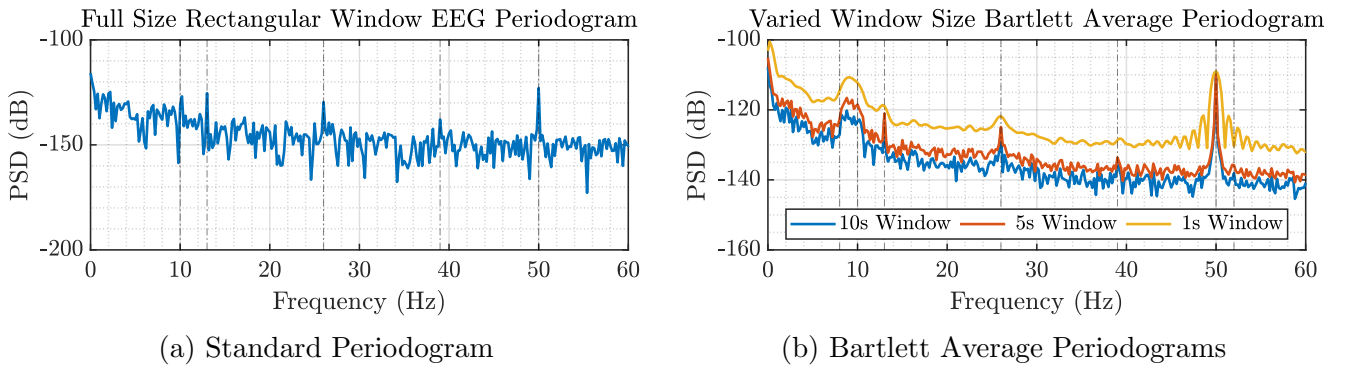 Full Size Rectangular Window EEG Periodogram
-100
-150
-200
PSD (dB)
0 10 20 30 40 50 60
Frequency (Hz)
(a) Standard Periodogram
Varied Window Size Bartlett Average Periodogram
-100
-120
-140
-160
PSD (dB)
10s Window 5s Window 1s Window
0 10 20 30 40 50 60
Frequency (Hz)
(b) Bartlett Average Periodograms